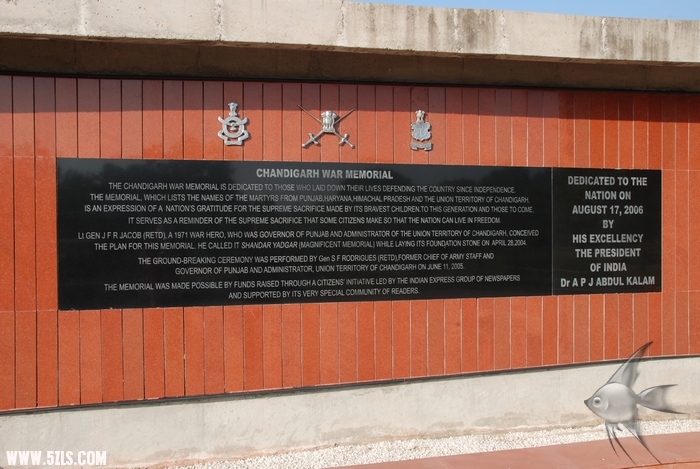 CHANDIGARH WAR MEMORIAL
THE CHANDIGARH WAR MEMORIAL IS DEDICATED TO THOSE WHO LAID DOWN THEIR LIVES DEFENDING THE COUNTRY SINCE INDEPENDENCE.
THE MEMORIAL, WHICH LISTS THE NAMES OF THE MARTYRS FROM PUNJAB,HARYANA,HIMACHAL PRADESH AND THE UNION TERRITORY OF CHANDIGARH,
IS AN EXPRESSION OF A NATION'S GRATITUDE FOR THE SUPREME SACRIFICE MADE BY ITS BRAVEST CHILDREN,TO THIS GENERATION AND THOSE TO COME.
IT SERVES AS A REMINDER OF THE SUPREME SACRIFICE THAT SOME CITIZENS MAKE SO THAT THE NATION CAN LIVE IN FREEDOM.
Lt GEN J F R JACOB (RETD), A 1971 WAR HERO, WHO WAS GOVERNOR OF PUNJAB AND ADMINISTRATOR OF THE UNION TERRITORY OF CHANDIGARH, CONCEIVED
THE PLAN FOR THIS MEMORIAL. HE CALLED IT SHANDAR YADGAR (MAGNIFICENT MEMORIAL) WHILE LAYING ITS FOUNDATION STONE ON APRIL 28,2004.
THE GROUND-BREAKING CEREMONY WAS PERFORMED BY Gen S F RODRIGUES (RETD),FORMER CHIEF OF ARMY STAFF AND
GOVERNOR OF PUNJAB AND ADMINISTRATOR, UNION TERRITORY OF CHANDIGARH ON JUNE 11, 2005.
THE MEMORIAL WAS MADE POSSIBLE BY FUNDS RAISED THROUGH A CITIZENS' INITIATIVE LED BY THE INDIAN EXPRESS GROUP OF NEWSPAPERS
AND SUPPORTED BY ITS VERY SPECIAL COMMUNITY OF READERS.
DEDICATED TO THE
NATION ON
AUGUST 17, 2006
BY
HIS EXCELLENCY
THE PRESIDENT
OF INDIA
Dr A P J ABDUL KALAM
WWW.5ZLS.COM